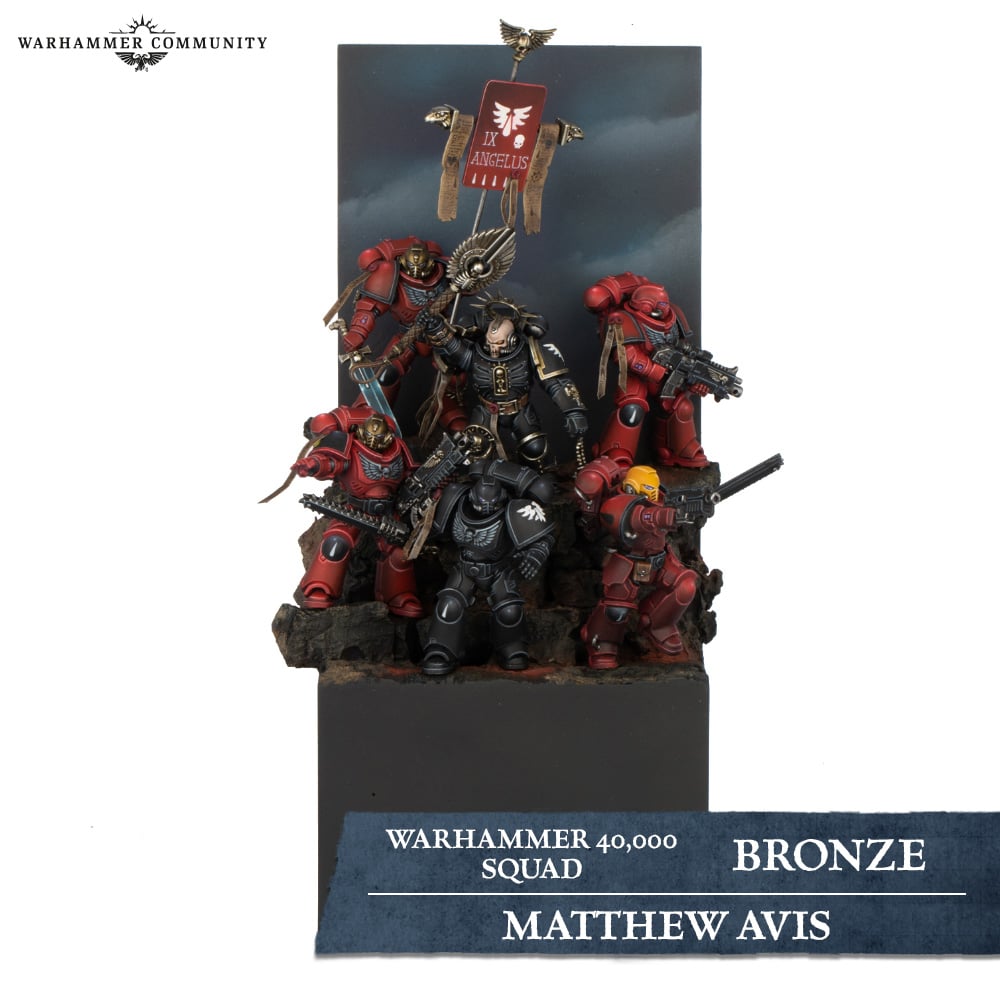 WARHAMMER COMMUNITY
IX
ANGELUS
WARHAMMER 40,000
SQUAD
BRONZE
MATTHEW AVIS